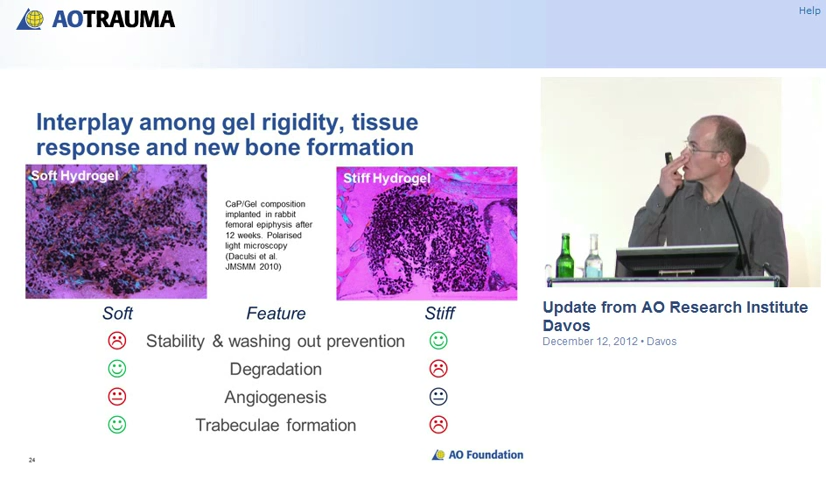 AOTRAUMA
Help
Interplay among gel rigidity, tissue
response and new bone formation
Soft Hydrogel
CaP/Gel composition
implanted in rabbit
femoral epiphysis after
12 weeks. Polarised
light microscopy
(Daculsi et al.
JMSMM 2010)
Stiff Hydrogel
Soft Feature Stiff
Stability & washing out prevention
Degradation
Angiogenesis
Trabeculae formation
24
AO Foundation
Update from AO Research Institute
Davos
December 12, 2012 • Davos